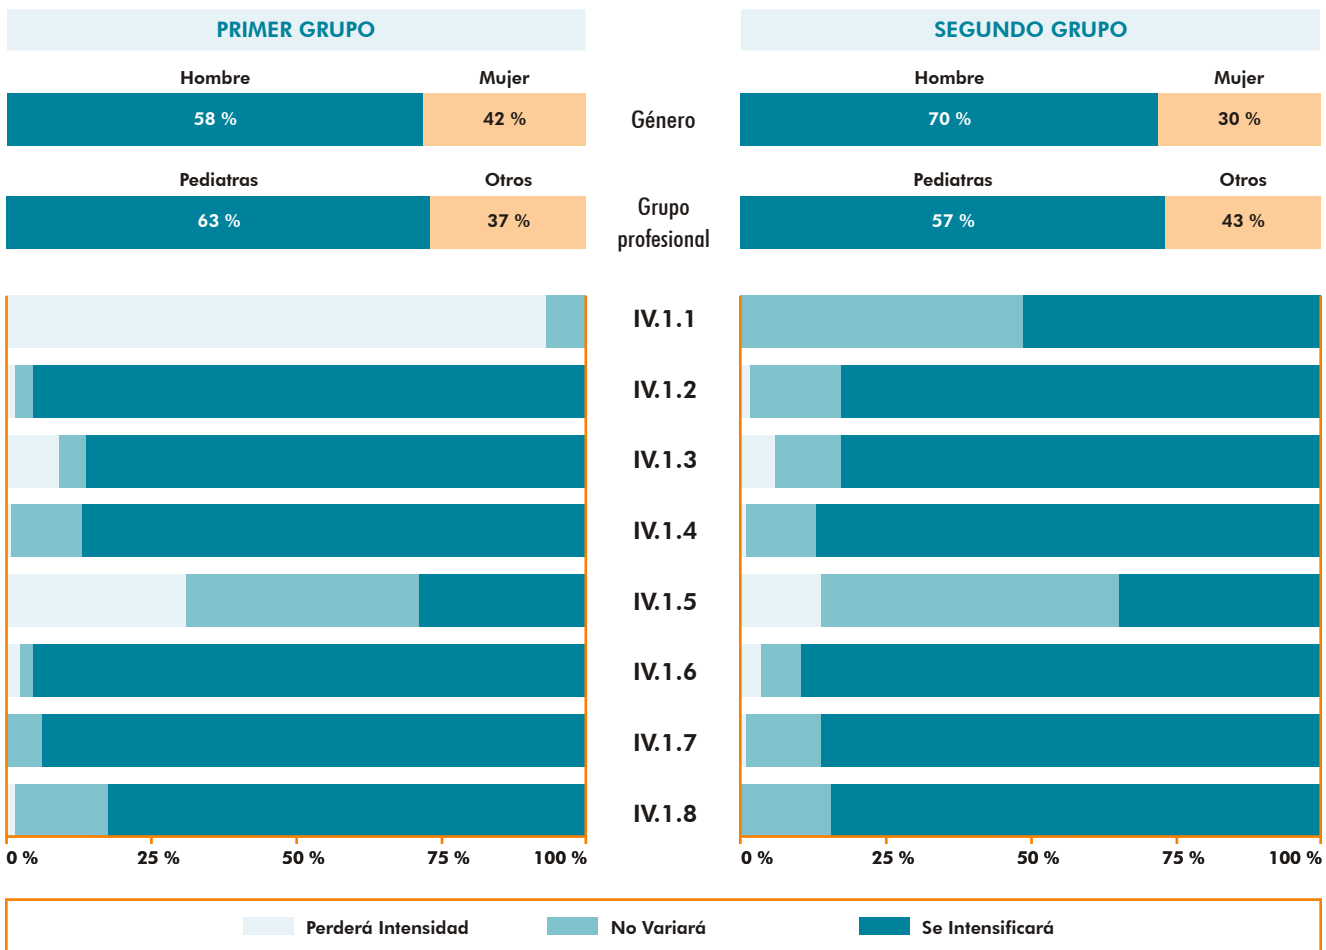 PRIMER GRUPO
SEGUNDO GRUPO
Hombre Mujer
Hombre Mujer
58 % 42 %
Género
70 % 30 %
Pediatras Otros
Pediatras Otros
63 % 37 %
Grupo
profesional
57 % 43 %
IV.1.1
IV.1.2
IV.1.3
IV.1.4
IV.1.5
IV.1.6
IV.1.7
IV.1.8
0 % 25 % 50 % 75 % 100 %
0 % 25 % 50 % 75 % 100 %
Perderá Intensidad No Variará Se Intensificará